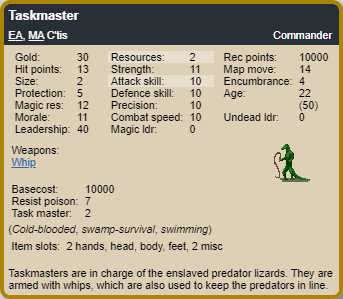 Taskmaster
EA, MA C'tis Commander
Gold: 30 Resources: 2 Rec points: 10000
Hit points: 13 Strength: 11 Map move: 14
Size: 2 Attack skill: 10 Encumbrance: 4
Protection: 5 Defence skill: 10 Age: 22
Magic res: 12 Precision: 10 (50)
Morale: 11 Combat speed: 10 Undead ldr: 0
Leadership: 40 Magic ldr: 0
Weapons:
Whip
Basecost: 10000
Resist poison: 7
Task master: 2
(Cold-blooded, swamp-survival, swimming)
Item slots: 2 hands, head, body, feet, 2 misc
Taskmasters are in charge of the enslaved predator lizards. They are
armed with whips, which are also used to keep the predators in line.